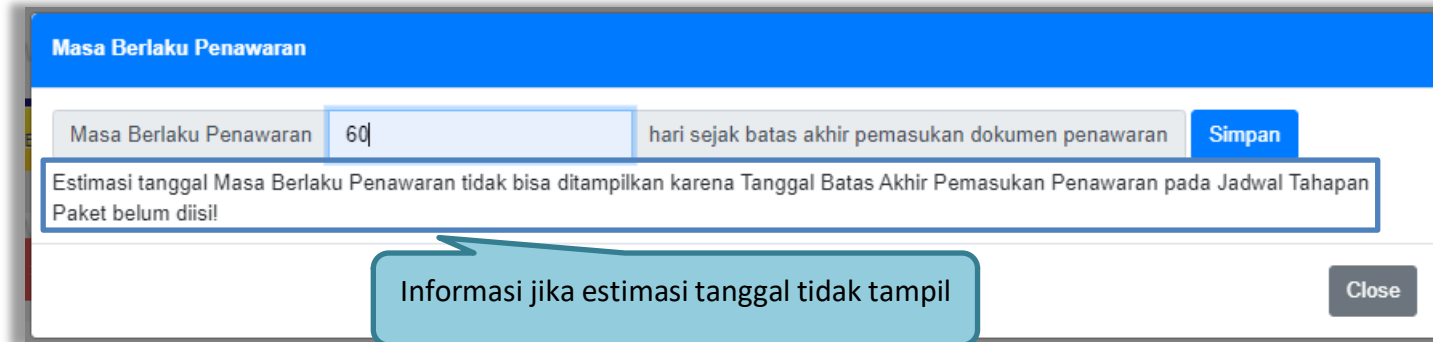 Masa Berlaku Penawaran
Masa Berlaku Penawaran 60 hari sejak batas akhir pemasukan dokumen penawaran Simpan
Estimasi tanggal Masa Berlaku Penawaran tidak bisa ditampilkan karena Tanggal Batas Akhir Pemasukan Penawaran pada Jadwal Tahapan
Paket belum diisi!
Informasi jika estimasi tanggal tidak tampil
Close